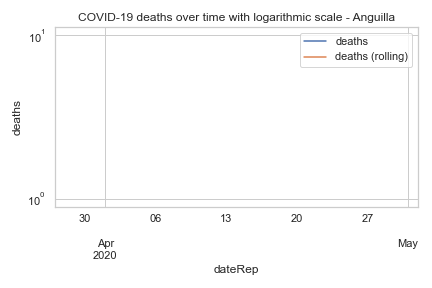 COVID-19 deaths over time with logarithmic scale - Anguilla
deaths
deaths (rolling)
10¹
deaths
10⁰
30 06 13 20 27
Apr May
2020
dateRep